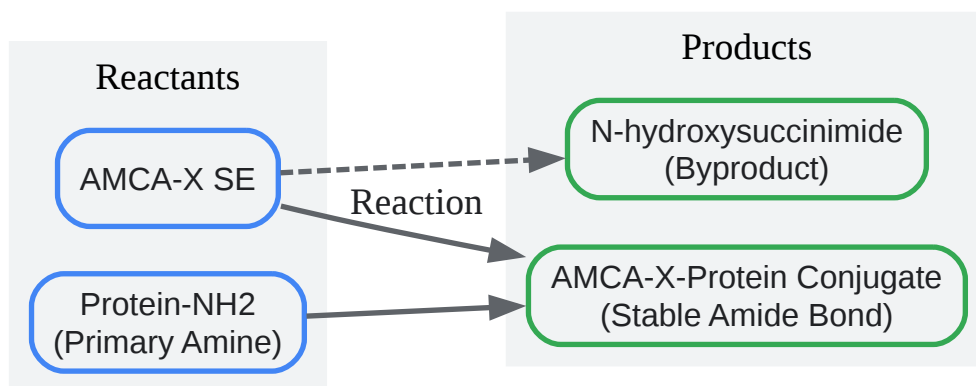 Reactants
AMCA-X SE
Protein-NH2
(Primary Amine)
Reaction
Products
N-hydroxysuccinimide
(Byproduct)
AMCA-X-Protein Conjugate
(Stable Amide Bond)